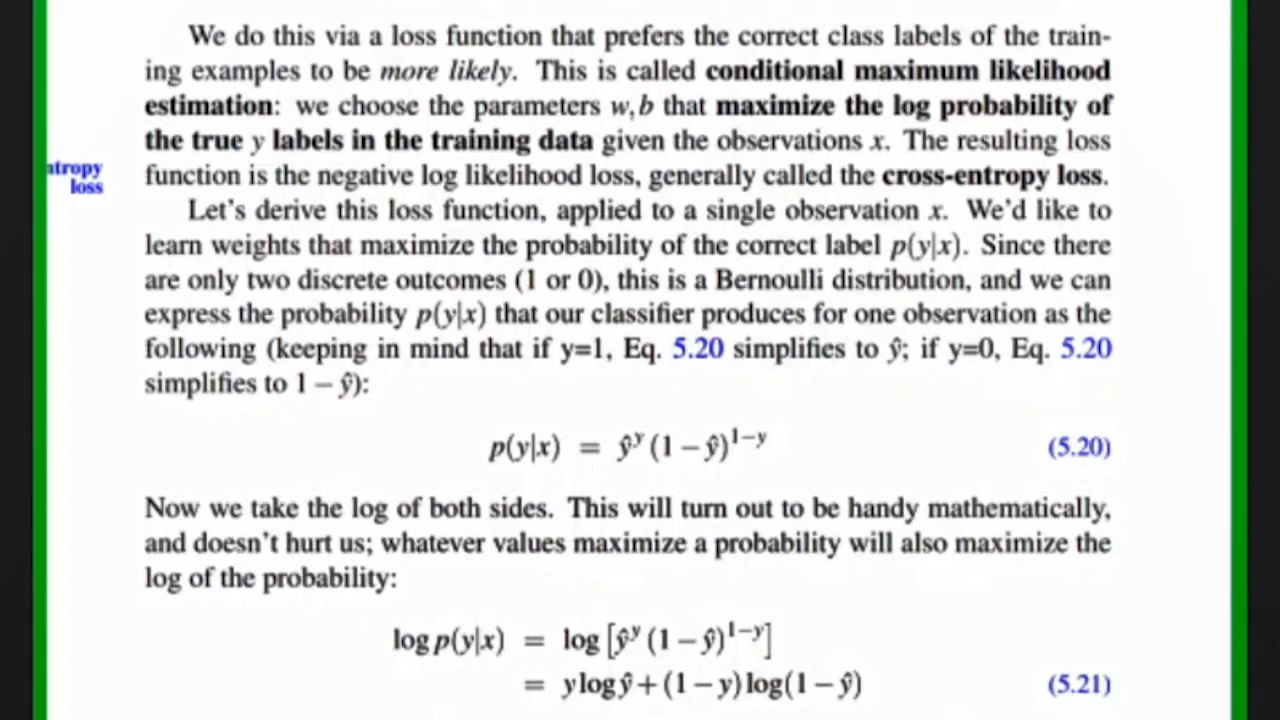 We do this via a loss function that prefers the correct class labels of the train-
ing examples to be more likely. This is called conditional maximum likelihood
estimation: we choose the parameters w,b that maximize the log probability of
the true y labels in the training data given the observations x. The resulting loss
function is the negative log likelihood loss, generally called the cross-entropy loss.
loss
Let's derive this loss function, applied to a single observation x. We'd like to
learn weights that maximize the probability of the correct label p(y|x). Since there
are only two discrete outcomes (1 or 0), this is a Bernoulli distribution, and we can
express the probability p(y|x) that our classifier produces for one observation as the
following (keeping in mind that if y=1, Eq. 5.20 simplifies to ŷ; if y=0, Eq. 5.20
simplifies to 1 – ŷ):
p(y|x) = ŷ^y (1 – ŷ)^{1–y} (5.20)
Now we take the log of both sides. This will turn out to be handy mathematically,
and doesn't hurt us; whatever values maximize a probability will also maximize the
log of the probability:
log p(y|x) = log [ŷ^y (1 – ŷ)^{1–y}]
= y log ŷ + (1 – y) log(1 – ŷ) (5.21)